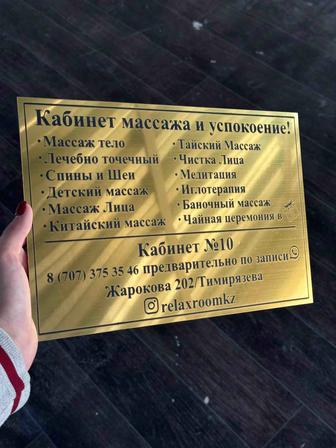 Кабинет массажа и успокоение!
·Массаж тело
·Лечебно точечный
·Спины и Шеи
·Детский массаж
·Массаж Лица
·Китайский массаж
·Тайский Массаж
·Чистка Лица
·Медитация
·Иглотерапия
·Баночный массаж
·Чайная церемония в
Кабинет №10
8 (707) 375 35 46 предварительно по записи
Жарокова 202/Тимирязева
relaxroomkz